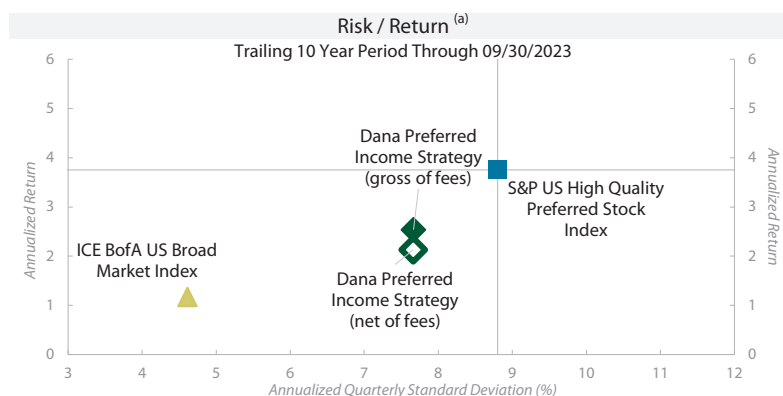 Risk / Return (a)
Trailing 10 Year Period Through 09/30/2023
6
5
4
3
2
1
0
Annualized Return
Dana Preferred
Income Strategy
(gross of fees)
S&P US High Quality
Preferred Stock
Index
ICE BofA US Broad
Market Index
Dana Preferred
Income Strategy
(net of fees)
6
5
4
3
2
1
0
Annualized Return
3 4 5 6 7 8 9 10 11 12
Annualized Quarterly Standard Deviation (%)